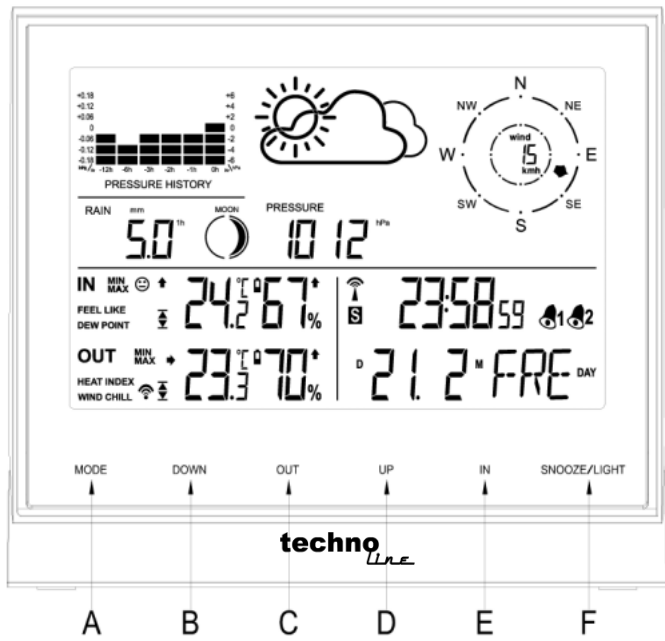 +0.18 +6
+0.12 +4
+0.06 +2
0 0
-0.06 -2
-0.12 -4
-0.18 -6
-12h -6h -3h -2h -1h 0h
PRESSURE HISTORY
wind
15
kmh
N
NE
E
SE
S
SW
W
NW
RAIN mm
5.0 1h
MOON
PRESSURE
1012 hPa
IN MIN MAX
24.2 °C 67 %
FEEL LIKE
DEW POINT
OUT MIN MAX
23.3 °C 70 %
HEAT INDEX
WIND CHILL
S
23:58 59
1 2
D 21. 2 M FRE DAY
MODE DOWN OUT UP IN SNOOZE/LIGHT
techno
line
A B C D E F